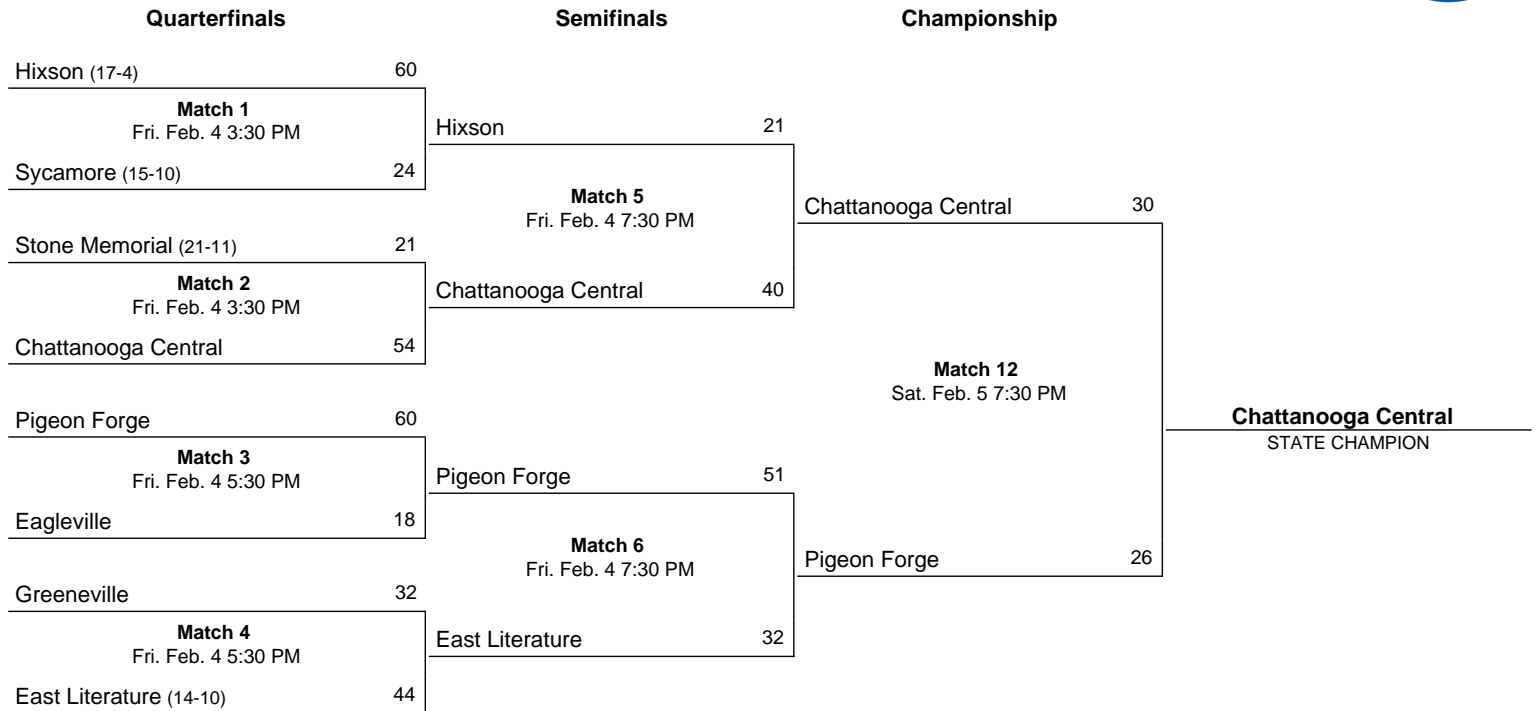 Quarterfinals Semifinals Championship
Hixson (17-4) 60
Match 1
Fri. Feb. 4 3:30 PM
Hixson 21
Sycamore (15-10) 24
Match 5
Fri. Feb. 4 7:30 PM
Chattanooga Central 30
Stone Memorial (21-11) 21
Match 2
Fri. Feb. 4 3:30 PM
Chattanooga Central 40
Chattanooga Central 54
Match 12
Sat. Feb. 5 7:30 PM
Chattanooga Central
STATE CHAMPION
Pigeon Forge 60
Match 3
Fri. Feb. 4 5:30 PM
Pigeon Forge 51
Eagleville 18
Match 6
Fri. Feb. 4 7:30 PM
Pigeon Forge 26
Greeneville 32
Match 4
Fri. Feb. 4 5:30 PM
East Literature 32
East Literature (14-10) 44